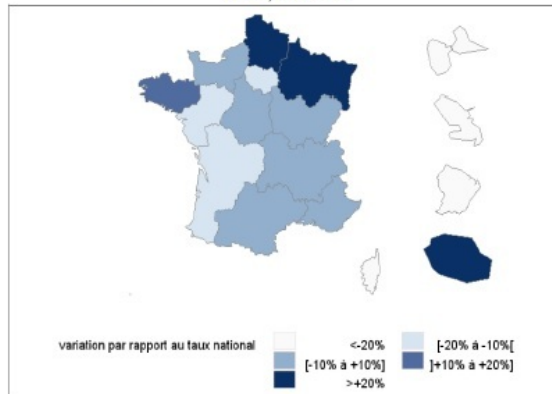 variation par rapport au taux national
<-20%
[-20% à -10%[
[-10% à +10%]
]+10% à +20%]
>+20%